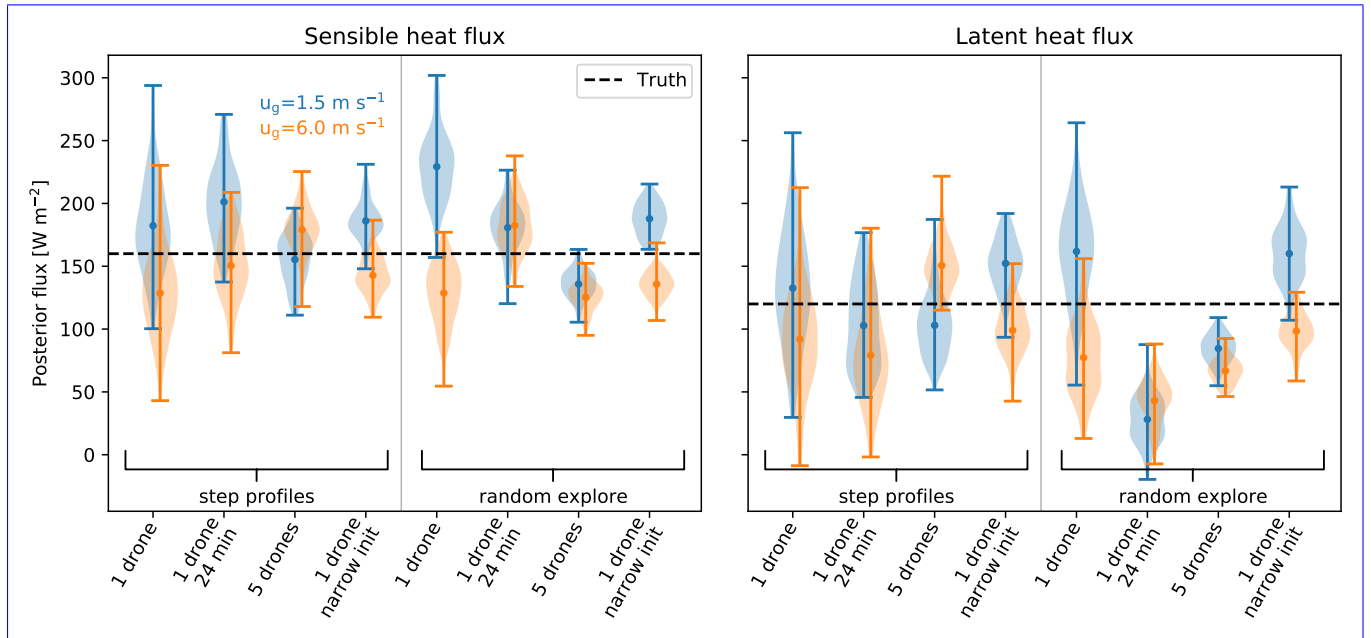 Sensible heat flux
Latent heat flux
Posterior flux [W m⁻²]
300
250
200
150
100
50
0
u_g=1.5 m s⁻¹
u_g=6.0 m s⁻¹
Truth
step profiles
random explore
step profiles
random explore
1 drone
1 drone
24 min
5 drones
1 drone
narrow init
1 drone
1 drone
24 min
5 drones
1 drone
narrow init
1 drone
1 drone
24 min
5 drones
1 drone
narrow init
1 drone
1 drone
24 min
5 drones
1 drone
narrow init